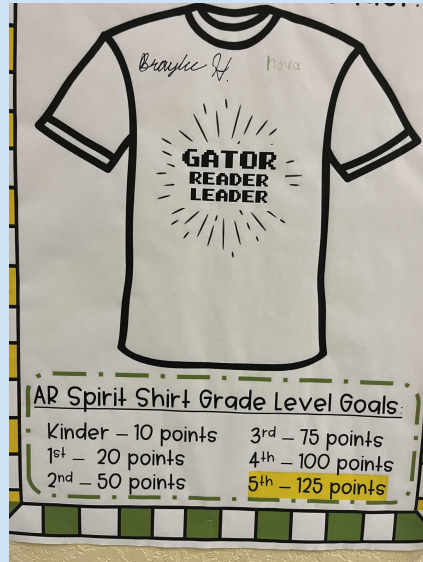 Braylee H. nova
GATOR
READER
LEADER
AR Spirit Shirt Grade Level Goals:
Kinder – 10 points 3rd – 75 points
1st – 20 points 4th – 100 points
2nd – 50 points 5th – 125 points